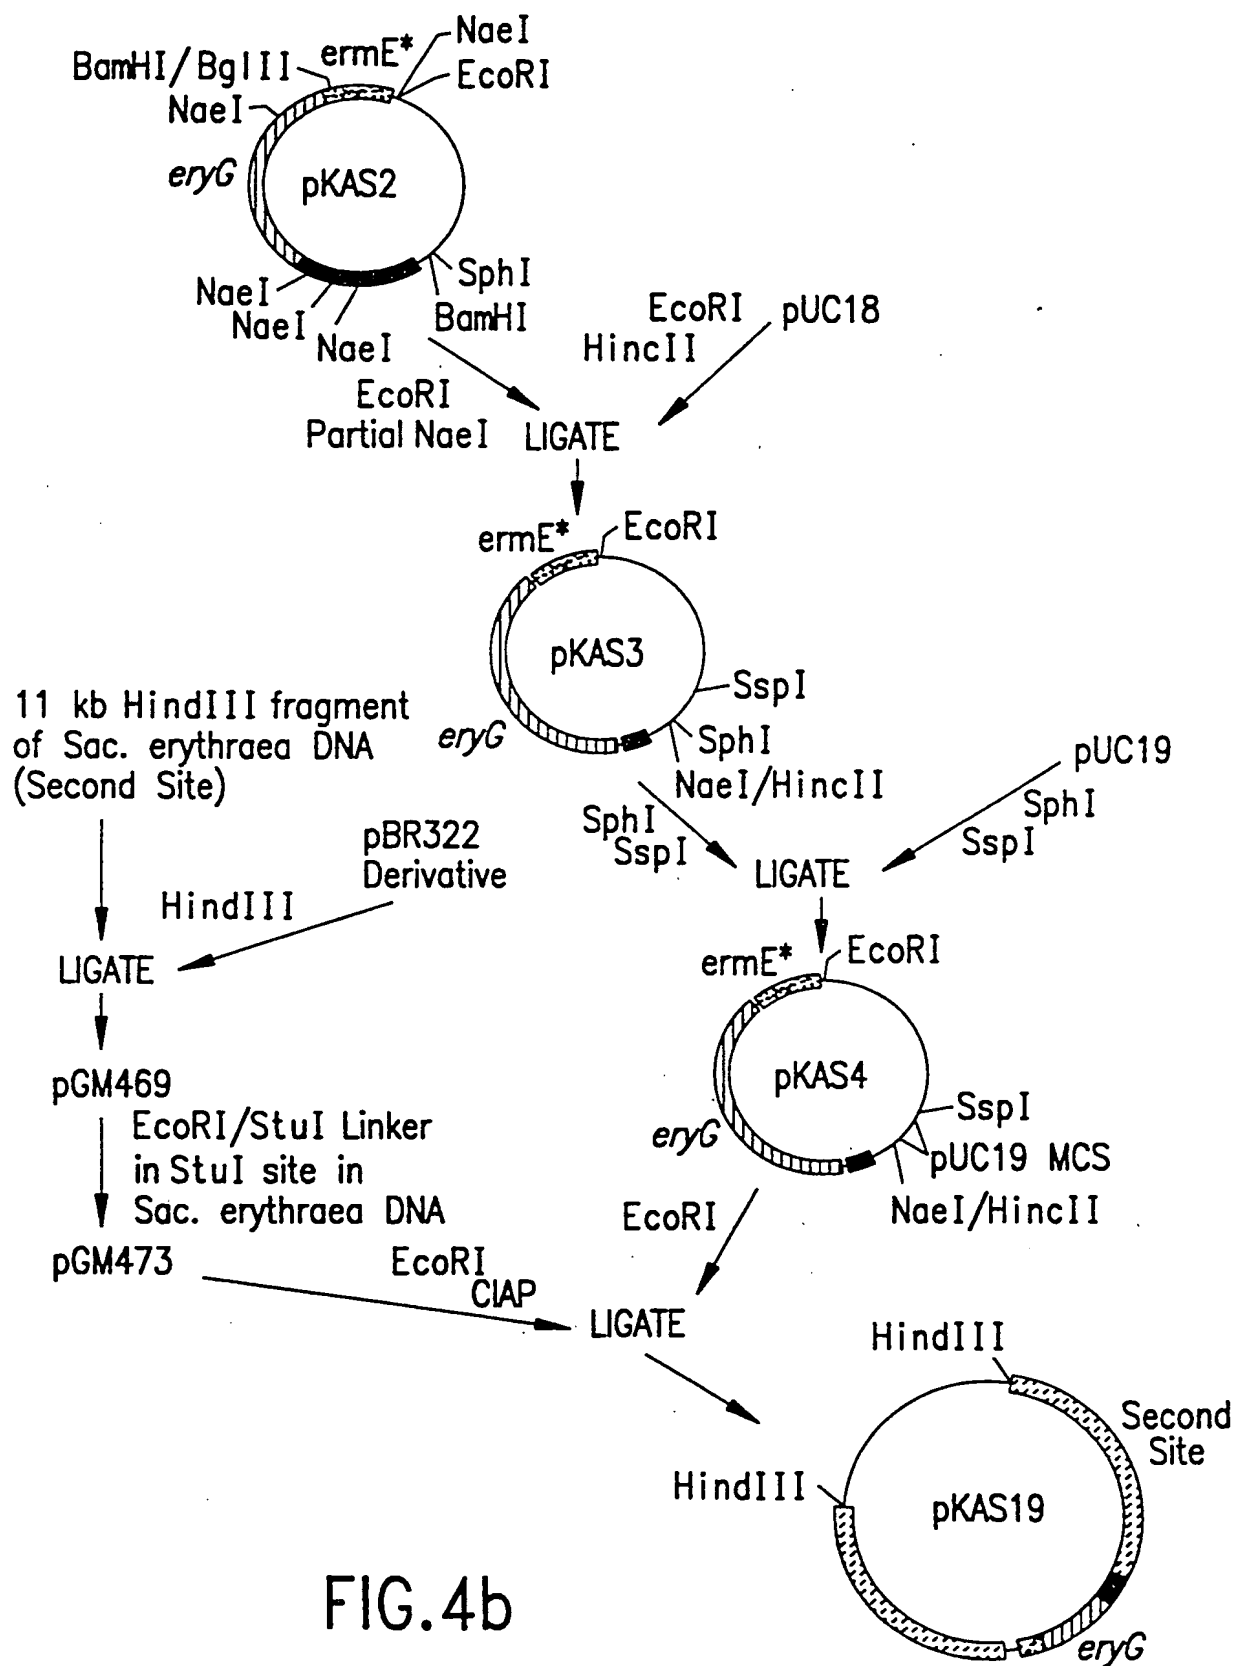 NaeI
ermE*
BamHI/BglII
EcoRI
NaeI
eryG
pKAS2
SphI
NaeI
NaeI
BamHI
NaeI
EcoRI
pUC18
HincII
EcoRI
Partial NaeI
LIGATE
ermE*
EcoRI
pKAS3
SspI
11 kb HindIII fragment
of Sac. erythraea DNA
(Second Site)
eryG
SphI
NaeI/HincII
pUC19
SphI
SspI
SphI
SspI
pBR322
Derivative
LIGATE
HindIII
LIGATE
ermE*
EcoRI
pKAS4
pGM469
SspI
EcoRI/StuI Linker
in StuI site in
Sac. erythraea DNA
eryG
pUC19 MCS
NaeI/HincII
EcoRI
pGM473
EcoRI
CIAP
LIGATE
HindIII
Second
Site
HindIII
pKAS19
eryG
FIG.4b